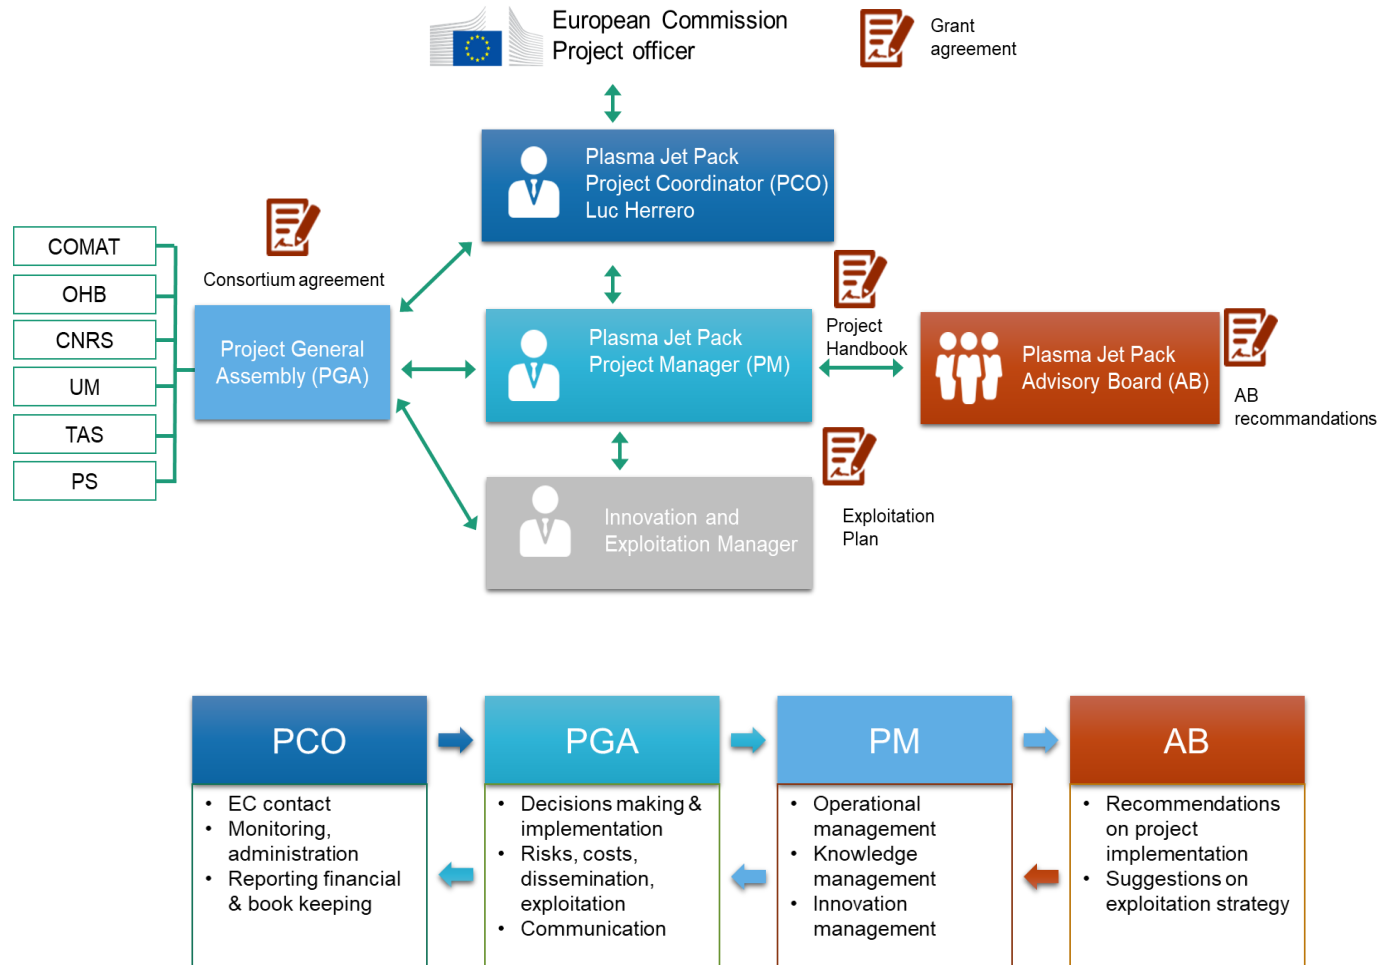 European Commission
Project officer
Grant
agreement
Plasma Jet Pack
Project Coordinator (PCO)
Luc Herrero
COMAT
OHB
CNRS
UM
TAS
PS
Consortium agreement
Project General
Assembly (PGA)
Plasma Jet Pack
Project Manager (PM)
Project
Handbook
Plasma Jet Pack
Advisory Board (AB)
AB
recommandations
Innovation and
Exploitation Manager
Exploitation
Plan
PCO
• EC contact
• Monitoring,
administration
• Reporting financial
& book keeping
PGA
• Decisions making &
implementation
• Risks, costs,
dissemination,
exploitation
• Communication
PM
• Operational
management
• Knowledge
management
• Innovation
management
AB
• Recommendations
on project
implementation
• Suggestions on
exploitation strategy